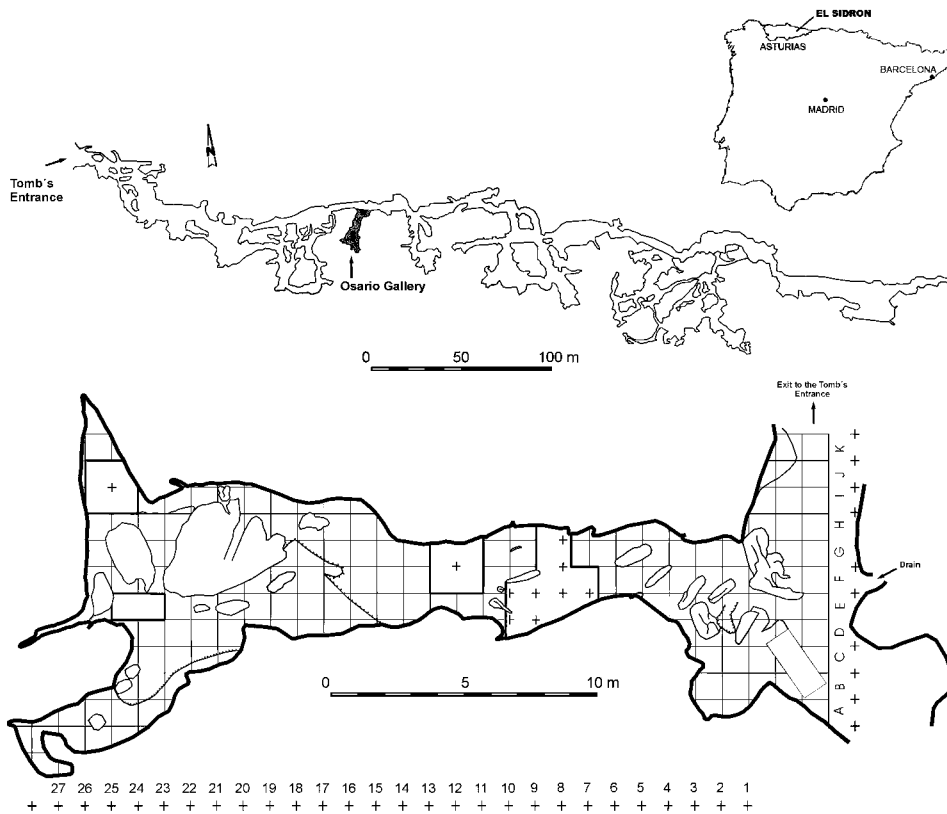 EL SIDRON
ASTURIAS
BARCELONA
MADRID
N
Tomb´s
Entrance
Osario Gallery
0 50 100 m
Exit to the Tomb's
Entrance
K
J
I
H
G
F
E
D
C
B
A
Drain
0 5 10 m
27 26 25 24 23 22 21 20 19 18 17 16 15 14 13 12 11 10 9 8 7 6 5 4 3 2 1